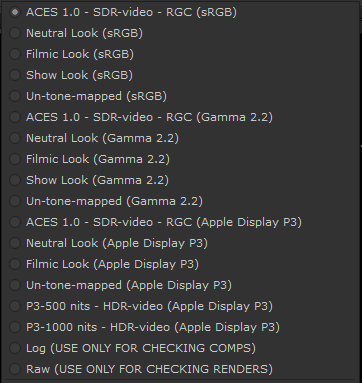 ACES 1.0 - SDR-video - RGC (sRGB)
Neutral Look (sRGB)
Filmic Look (sRGB)
Show Look (sRGB)
Un-tone-mapped (sRGB)
ACES 1.0 - SDR-video - RGC (Gamma 2.2)
Neutral Look (Gamma 2.2)
Filmic Look (Gamma 2.2)
Show Look (Gamma 2.2)
Un-tone-mapped (Gamma 2.2)
ACES 1.0 - SDR-video - RGC (Apple Display P3)
Neutral Look (Apple Display P3)
Filmic Look (Apple Display P3)
Un-tone-mapped (Apple Display P3)
P3-500 nits - HDR-video (Apple Display P3)
P3-1000 nits - HDR-video (Apple Display P3)
Log (USE ONLY FOR CHECKING COMPS)
Raw (USE ONLY FOR CHECKING RENDERS)